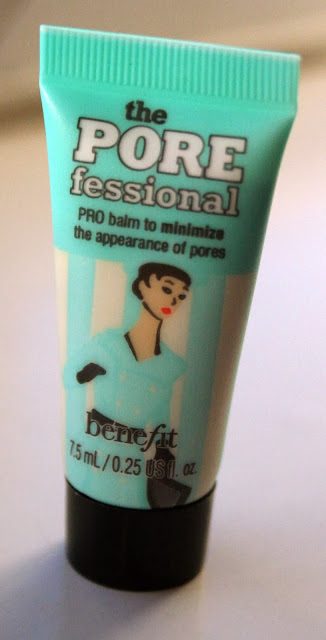 the
PORE
fessional
PRO balm to minimize
the appearance of pores
benefit
7.5 mL/0.25 US fl. oz.